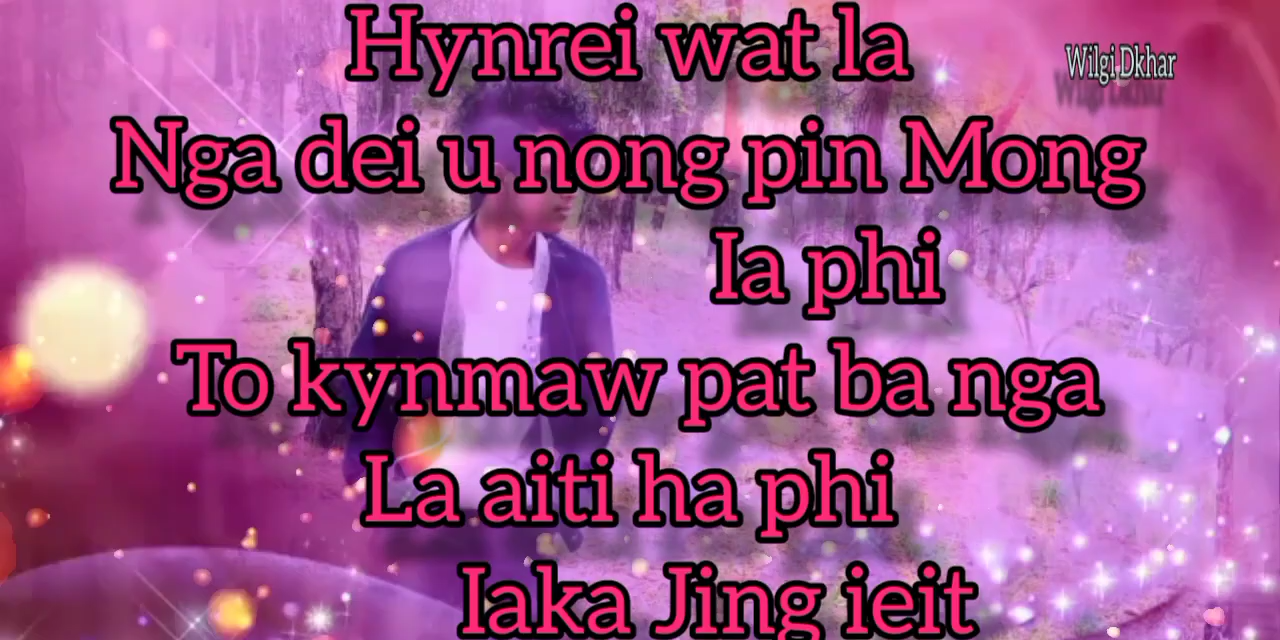 Hynrei wat la
Wilgi Dkhar
Nga dei u nong pin Mong
Ia phi
To kynmaw pat ba nga
La aiti ha phi
Iaka Jing ieit